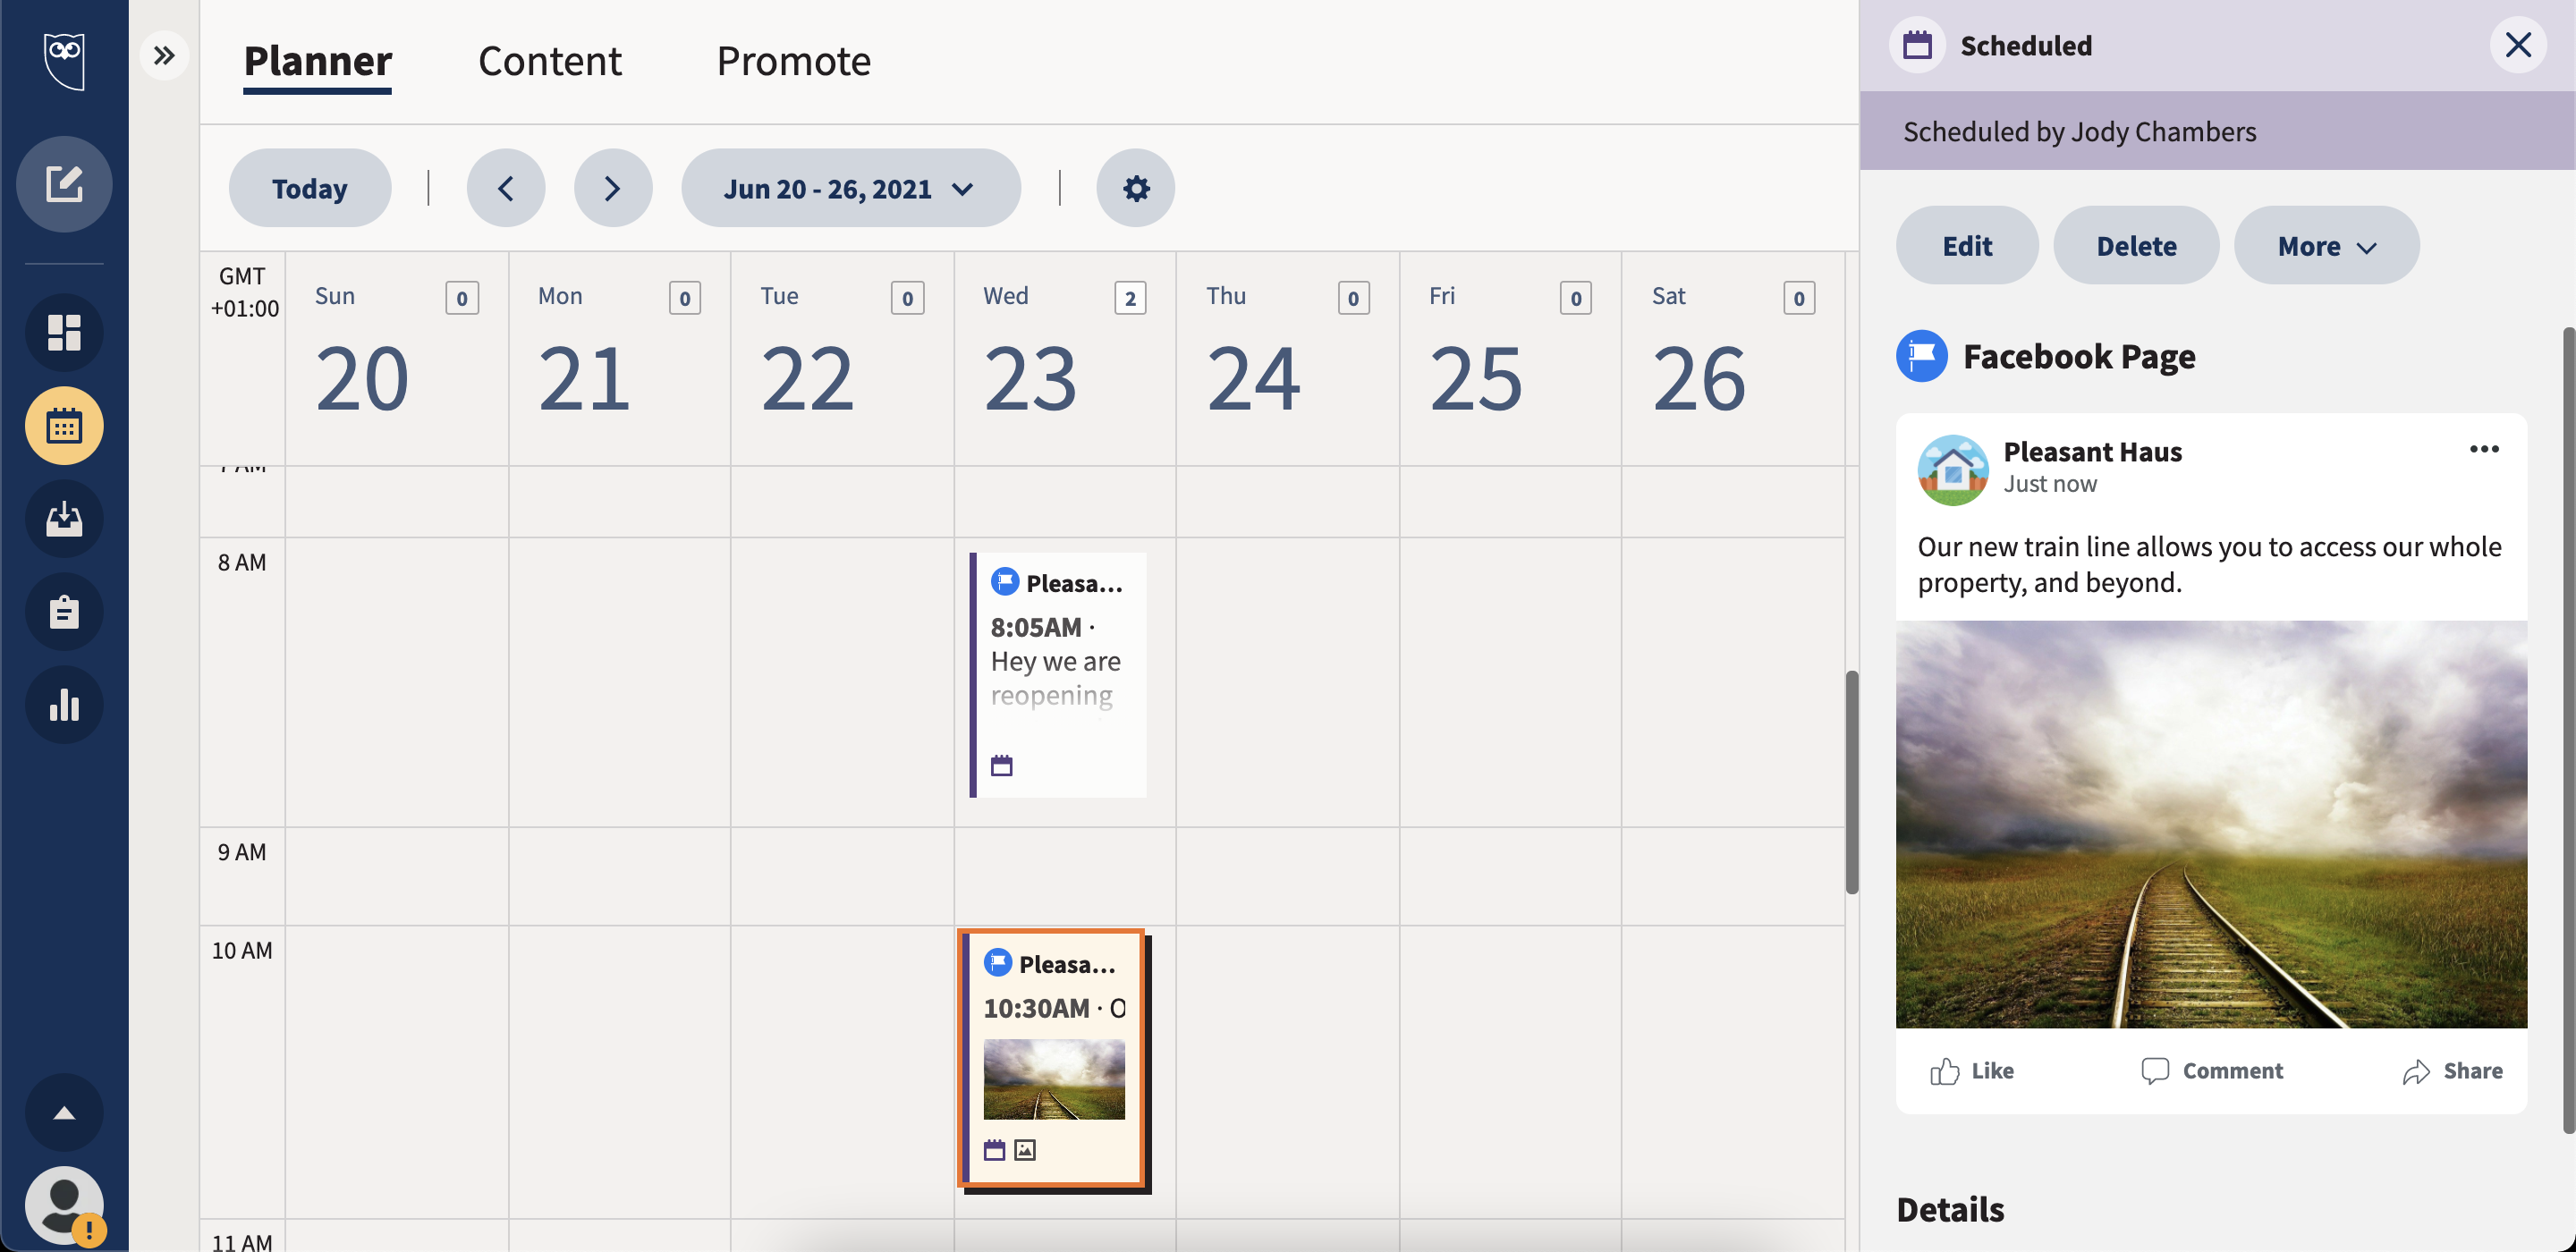 Planner
Content
Promote
Today
Jun 20 - 26, 2021
GMT
+01:00
Sun
0
20
Mon
0
21
Tue
0
22
Wed
2
23
Thu
0
24
Fri
0
25
Sat
0
26
7 AM
8 AM
Pleasa...
8:05AM ·
Hey we are
reopening
9 AM
10 AM
Pleasa...
10:30AM · O
11 AM
!
Scheduled
Scheduled by Jody Chambers
Edit
Delete
More
Facebook Page
Pleasant Haus
Just now
Our new train line allows you to access our whole
property, and beyond.
Like
Comment
Share
Details